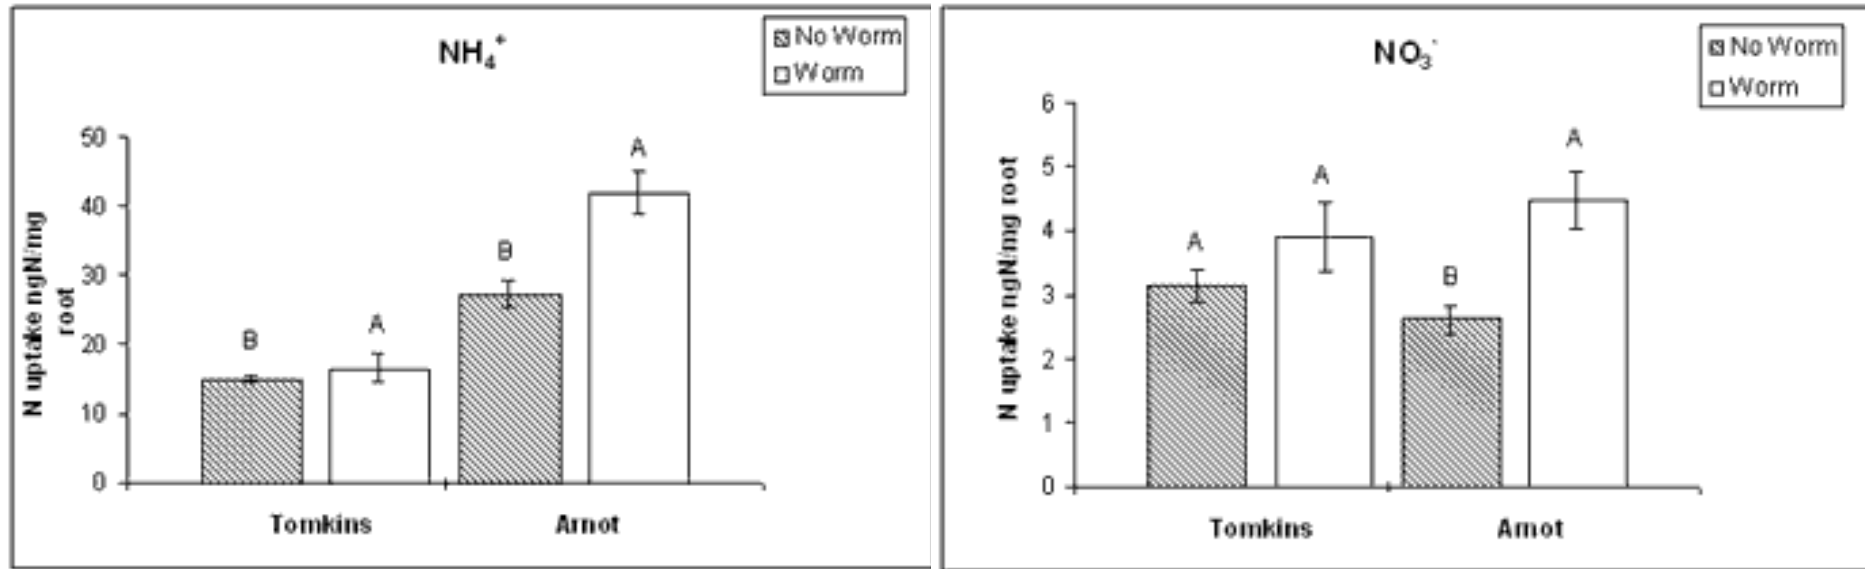 NH₄⁺
No Worm
Worm
N uptake ngN/mg
root
50
40
30
20
10
0
B
A
B
A
Tomkins
Arnot
NO₃⁻
No Worm
Worm
N uptake ngN/mg root
6
5
4
3
2
1
0
A
A
B
A
Tomkins
Arnot